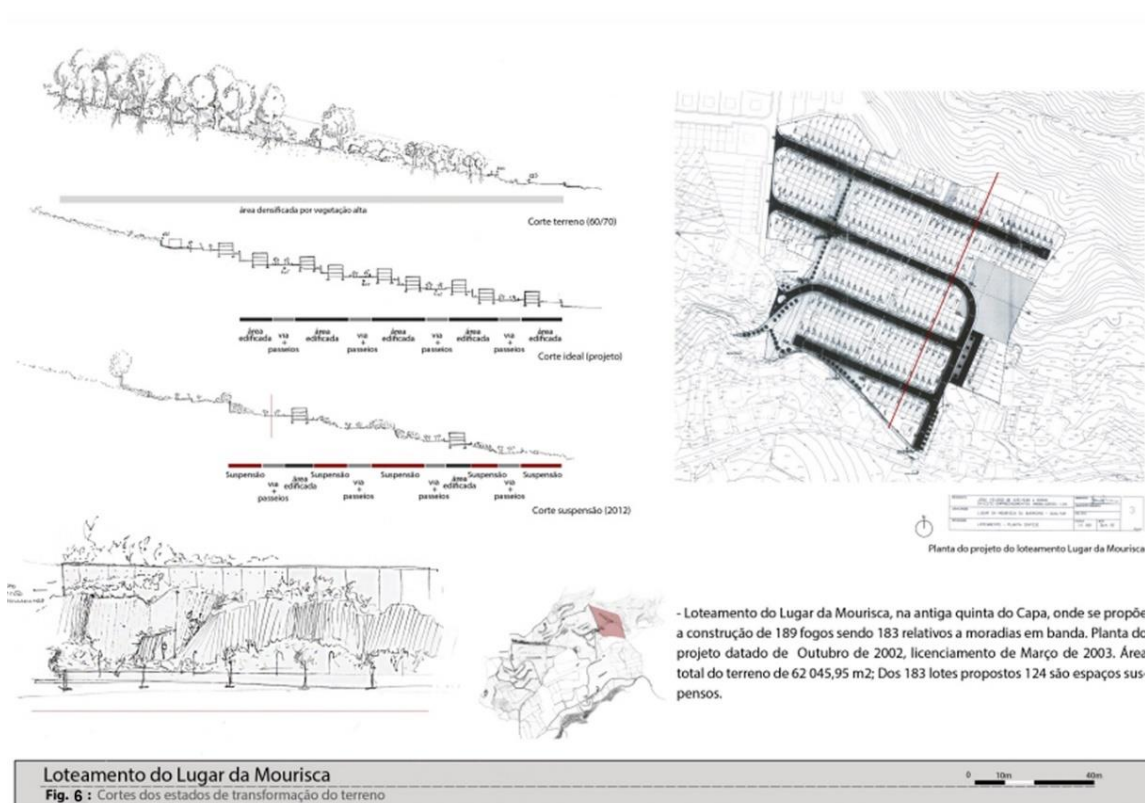 área densificada por vegetação alta
Corte terreno (60/70)
área edificada
via + passeios
área edificada
via + passeios
área edificada
via + passeios
área edificada
via + passeios
área edificada
Corte ideal (projeto)
Suspensão
via + passeios
área edificada
Suspensão
via + passeios
Suspensão
via + passeios
área edificada
Suspensão
via + passeios
Suspensão
Corte suspensão (2012)
Planta do projeto do loteamento Lugar da Mourisca
- Loteamento do Lugar da Mourisca, na antiga quinta do Capa, onde se propõe
a construção de 189 fogos sendo 183 relativos a moradias em banda. Planta do
projeto datado de Outubro de 2002, licenciamento de Março de 2003. Área
total do terreno de 62 045,95 m2; Dos 183 lotes propostos 124 são espaços sus-
pensos.
Loteamento do Lugar da Mourisca
Fig. 6 : Cortes dos estados de transformação do terreno
0 10m 40m